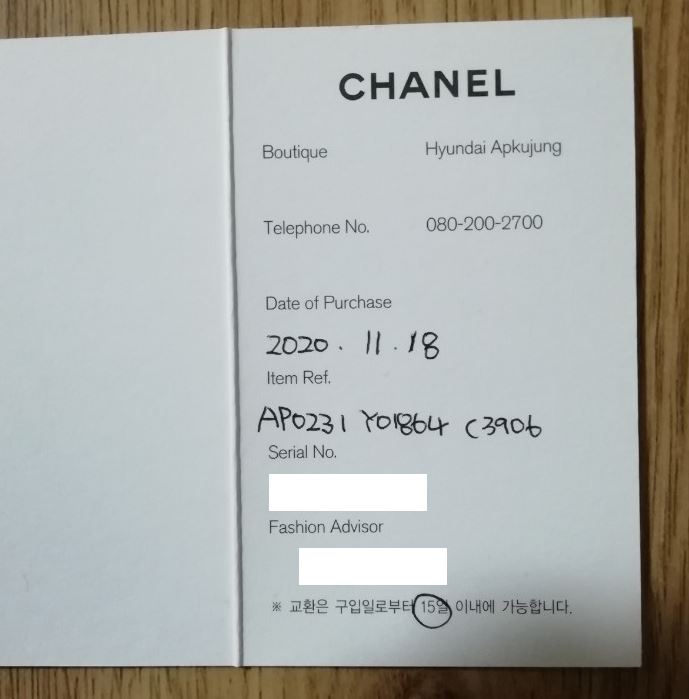 CHANEL
Boutique Hyundai Apkujung
Telephone No. 080-200-2700
Date of Purchase
2020. 11. 18
Item Ref.
AP0231 Y01864 C3906
Serial No.
Fashion Advisor
※ 교환은 구입일로부터 15일 이내에 가능합니다.